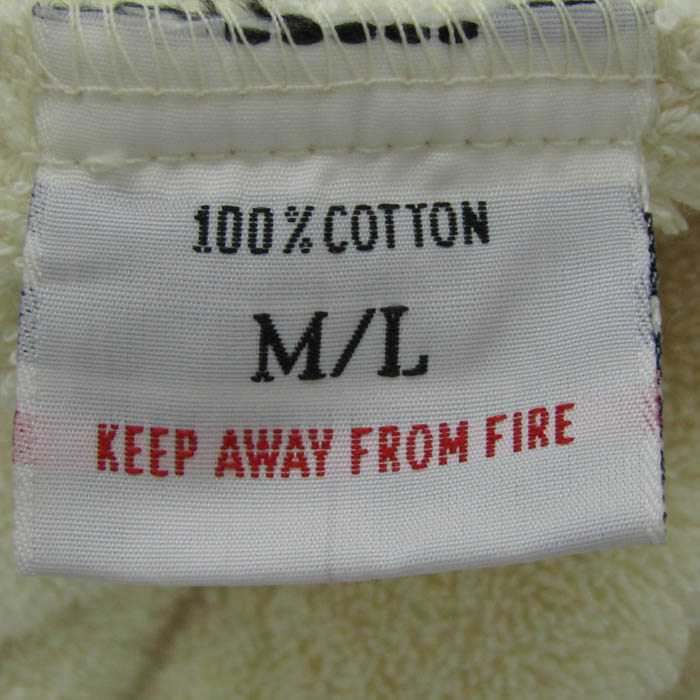 100% COTTON
M/L
KEEP AWAY FROM FIRE